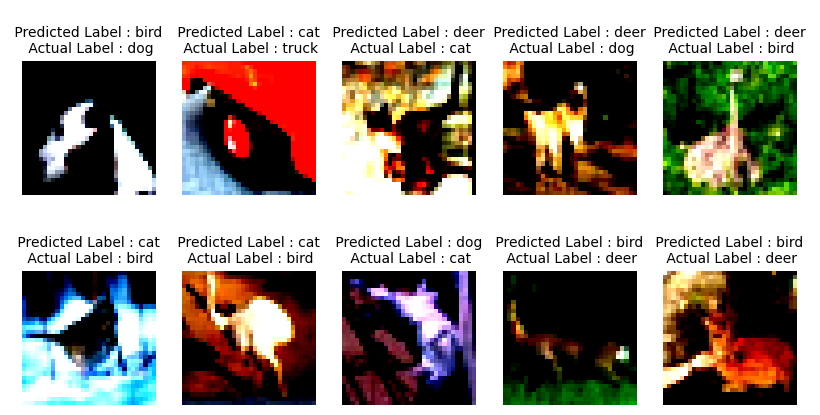 Predicted Label : bird
Actual Label : dog
Predicted Label : cat
Actual Label : truck
Predicted Label : deer
Actual Label : cat
Predicted Label : deer
Actual Label : dog
Predicted Label : deer
Actual Label : bird
Predicted Label : cat
Actual Label : bird
Predicted Label : cat
Actual Label : bird
Predicted Label : dog
Actual Label : cat
Predicted Label : bird
Actual Label : deer
Predicted Label : bird
Actual Label : deer